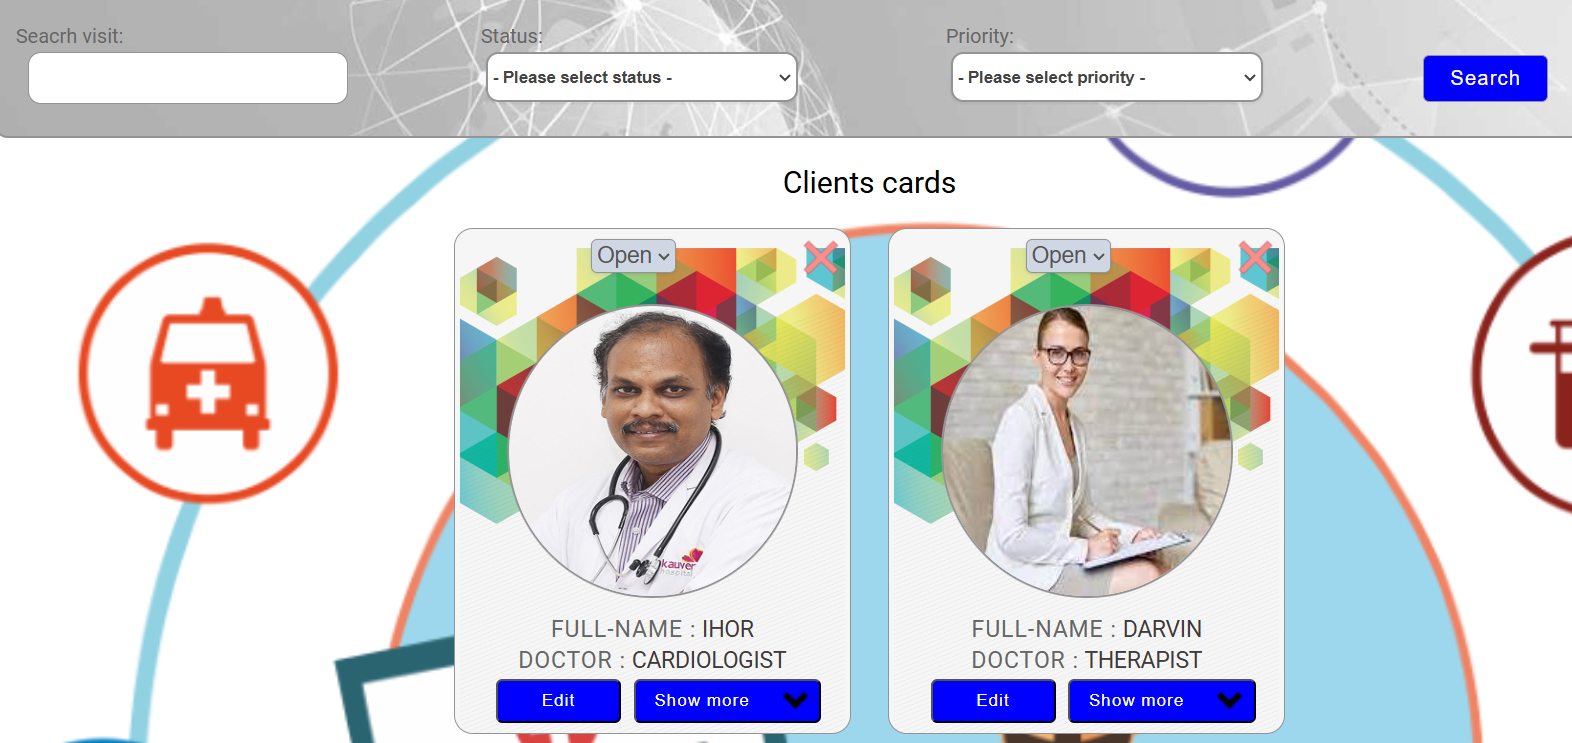 Seacrh visit:
Status:
Priority:
- Please select status -
- Please select priority -
Search
Clients cards
Open
Open
kauvery
hospital
FULL-NAME : IHOR
DOCTOR : CARDIOLOGIST
Edit
Show more
FULL-NAME : DARVIN
DOCTOR : THERAPIST
Edit
Show more